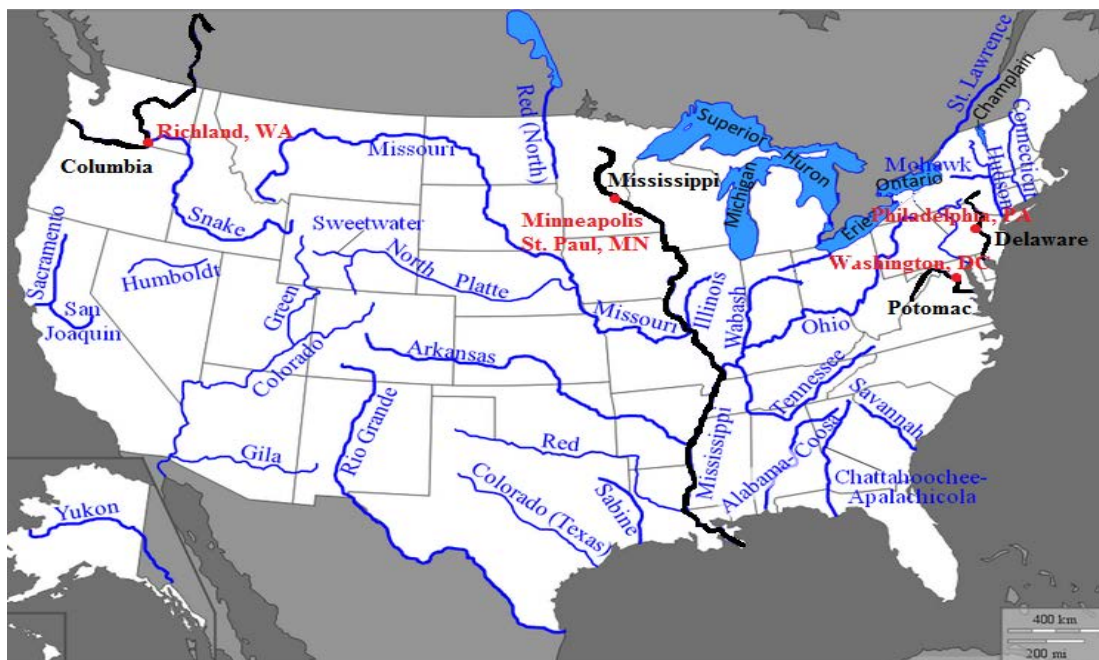 St. Lawrence
Champlain
Connecticut
Hudson
Mohawk
Ontario
Superior
Huron
Michigan
Erie
Red (North)
Richland, WA
Columbia
Missouri
Mississippi
Minneapolis
St. Paul, MN
Philadelphia, PA
Delaware
Washington, DC
Potomac
Snake
Sweetwater
North
Platte
Sacramento
San
Joaquin
Humboldt
Green
Colorado
Missouri
Illinois
Wabash
Ohio
Arkansas
Tennessee
Savannah
Rio Grande
Gila
Red
Mississippi
Alabama-Coosa
Chattahoochee-
Apalachicola
Colorado (Texas)
Sabine
Yukon
400 km
200 mi